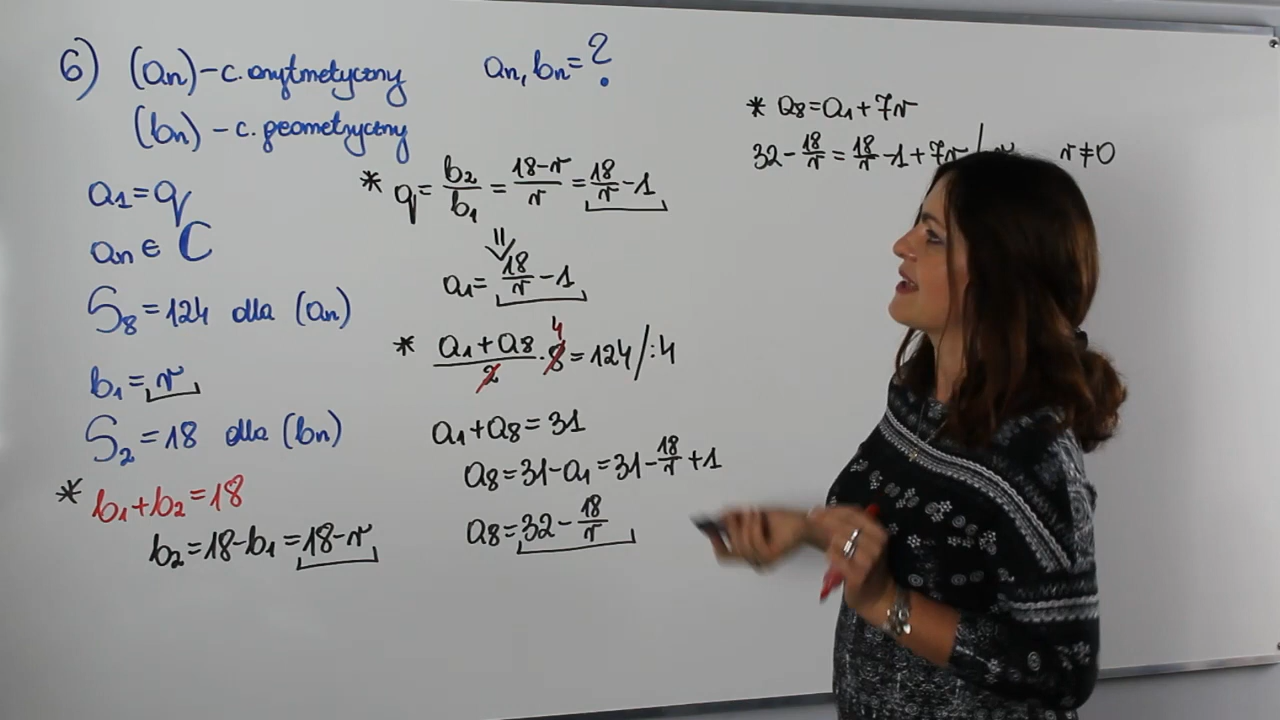 6) (an)-c. arytmetyczny an, bn = ?
(bn) - c. geometryczny
a₁ = q
an ∈ C
S₈ = 124 dla (an)
b₁ = r
S₂ = 18 dla (bn)
* b₁ + b₂ = 18
b₂ = 18 - b₁ = 18 - r
* q = b₂/b₁ = (18-r)/r = 18/r - 1
⇓
a₁ = 18/r - 1
* (a₁ + a₈)/2 · 8 = 124 /:4
4
a₁ + a₈ = 31
a₈ = 31 - a₁ = 31 - 18/r + 1
a₈ = 32 - 18/r
* a₈ = a₁ + 7r
32 - 18/r = 18/r - 1 + 7r / r ≠ 0